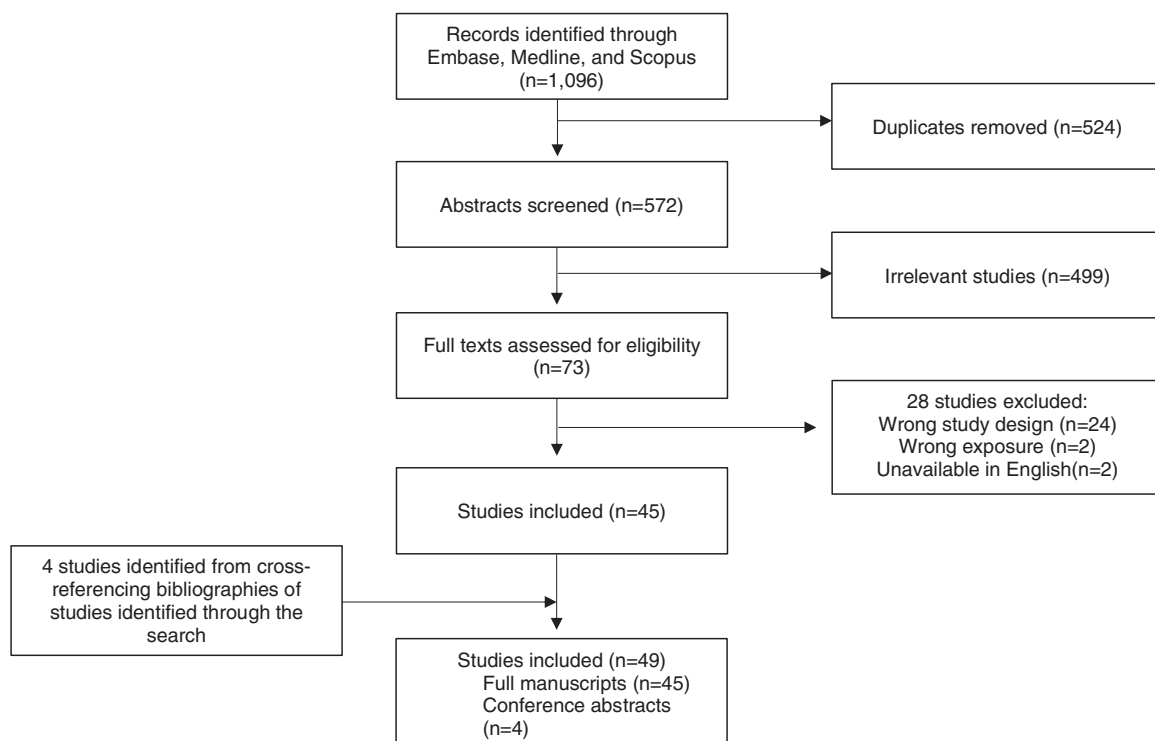 Records identified through
Embase, Medline, and Scopus
(n=1,096)
Duplicates removed (n=524)
Abstracts screened (n=572)
Irrelevant studies (n=499)
Full texts assessed for eligibility
(n=73)
28 studies excluded:
Wrong study design (n=24)
Wrong exposure (n=2)
Unavailable in English(n=2)
Studies included (n=45)
4 studies identified from cross-
referencing bibliographies of
studies identified through the
search
Studies included (n=49)
Full manuscripts (n=45)
Conference abstracts
(n=4)